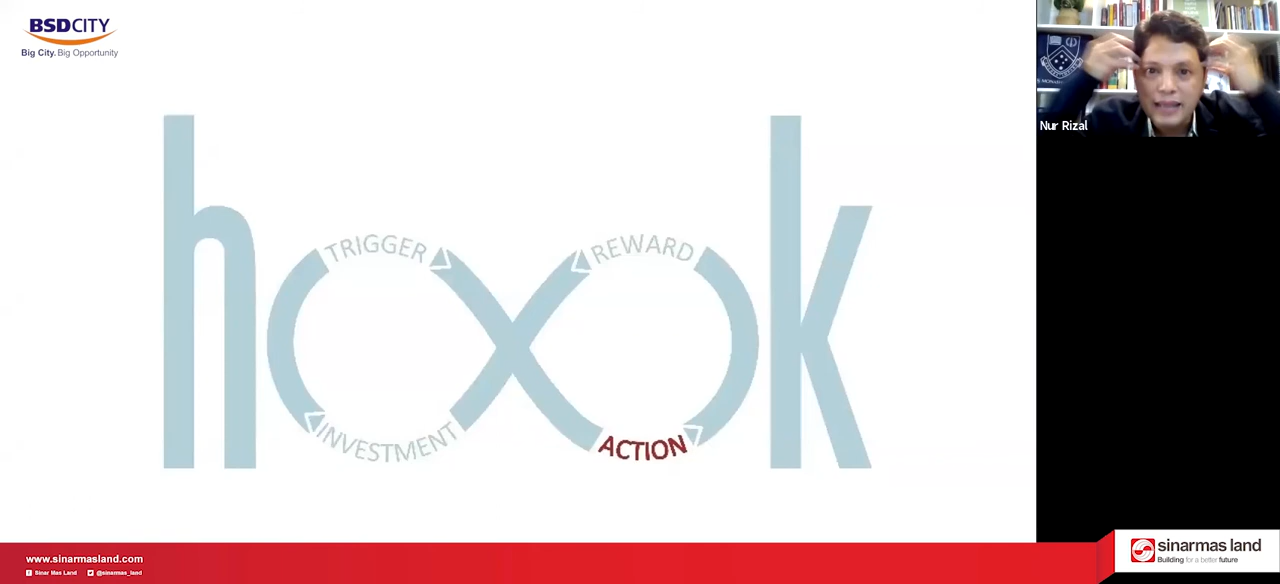 BSDCITY
Big City. Big Opportunity
Nur Rizal
hook
TRIGGER
REWARD
INVESTMENT
ACTION
www.sinarmasland.com
Sinar Mas Land
@sinarmas_land
sinarmas land
Building for a better future